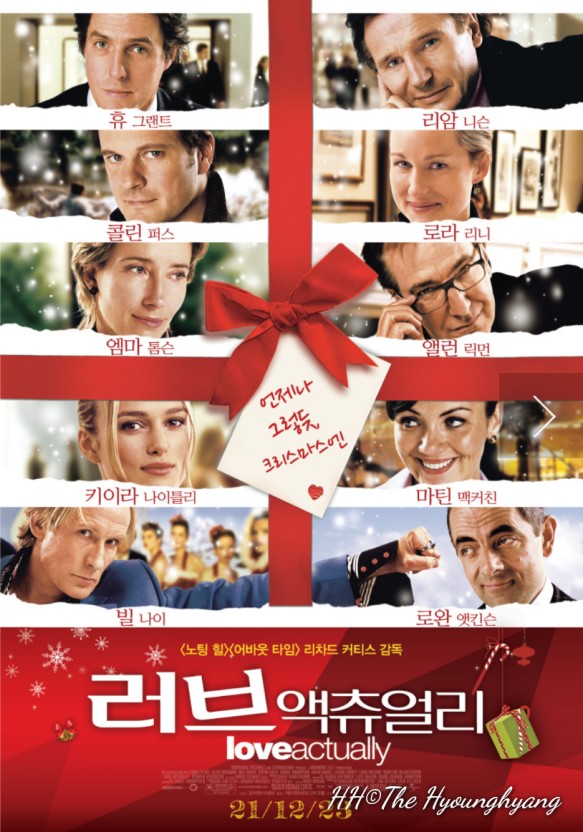 휴 그랜트
리암 니슨
콜린 퍼스
로라 리니
엠마 톰슨
앨런 릭먼
언제나
그렇듯
크리스마스엔
키이라 나이틀리
마틴 맥커친
빌 나이
로완 앳킨슨
<노팅 힐><어바웃 타임> 리차드 커티스 감독
러브 액츄얼리
loveactually
21/12/23
HH©The Hyounghyang